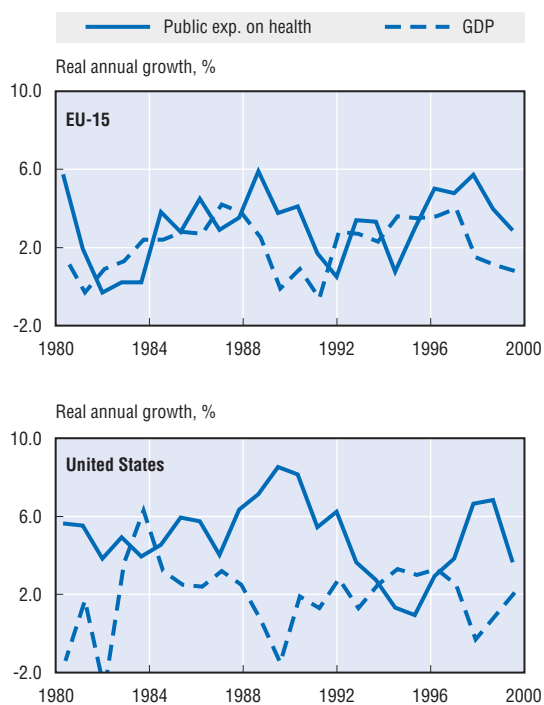 Public exp. on health GDP
Real annual growth, %
10.0
EU-15
6.0
2.0
-2.0
1980 1984 1988 1992 1996 2000
Real annual growth, %
10.0
United States
6.0
2.0
-2.0
1980 1984 1988 1992 1996 2000